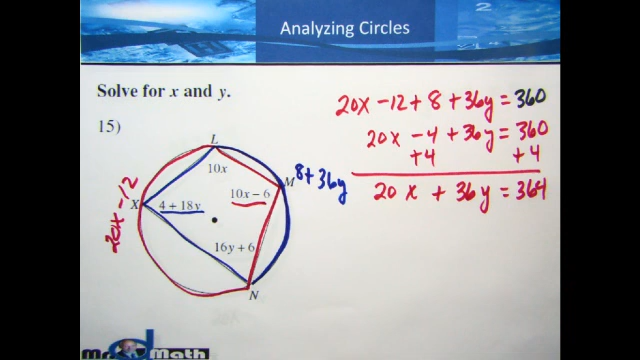 Analyzing Circles
2
Solve for x and y.
15)
20x -12 + 8 + 36y = 360
20x - 4 + 36y = 360
+4 +4
20x + 36y = 364
L
10x
M
8+36y
10x - 6
X
4 + 18y
20x-12
16y + 6
N
Mr Math